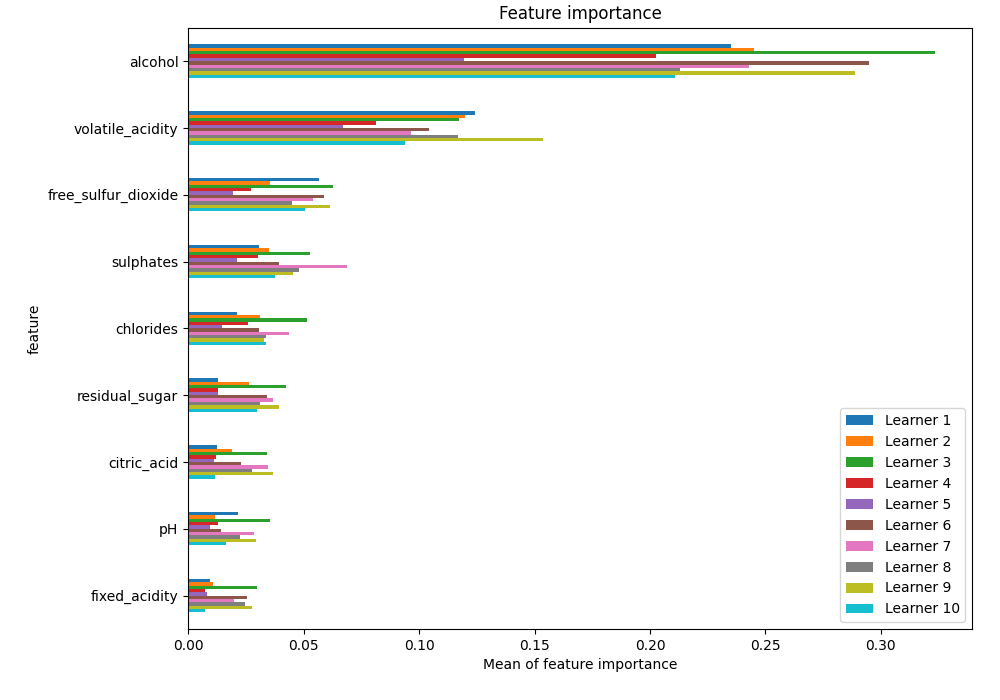 Feature importance
alcohol
volatile_acidity
free_sulfur_dioxide
sulphates
chlorides
residual_sugar
citric_acid
pH
fixed_acidity
feature
Learner 1
Learner 2
Learner 3
Learner 4
Learner 5
Learner 6
Learner 7
Learner 8
Learner 9
Learner 10
0.00 0.05 0.10 0.15 0.20 0.25 0.30
Mean of feature importance